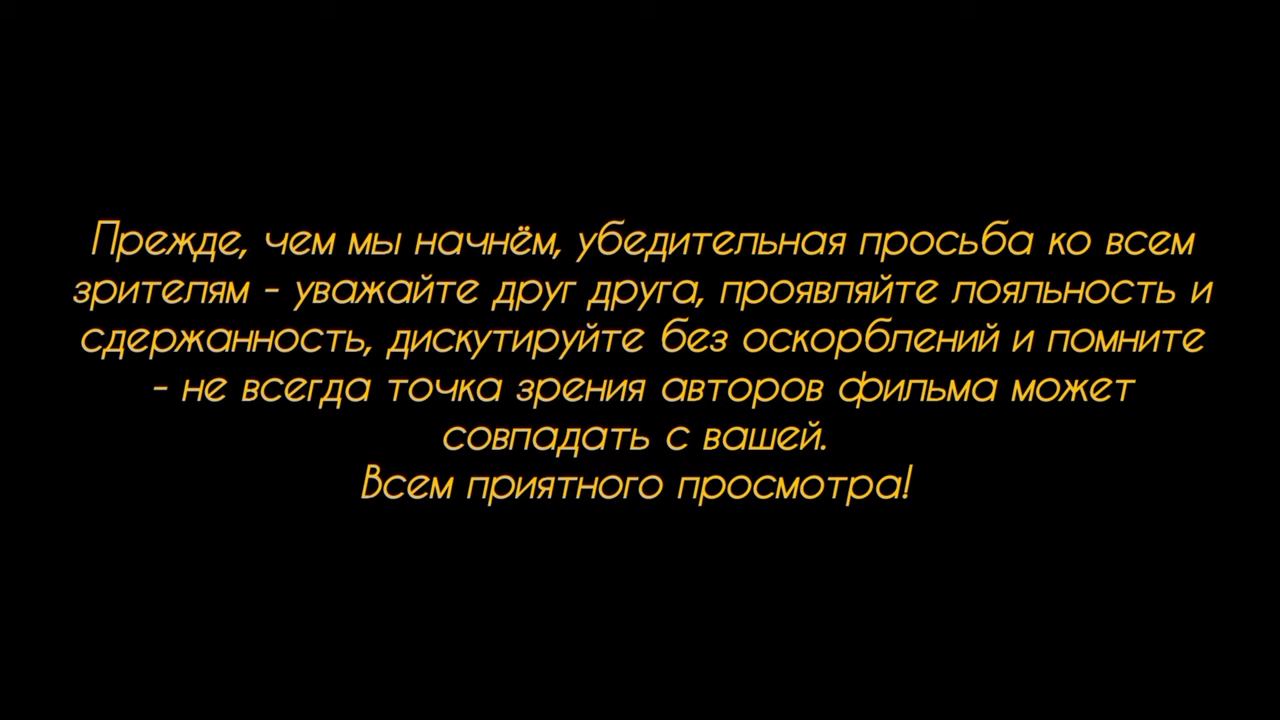 Прежде, чем мы начнём, убедительная просьба ко всем
зрителям - уважайте друг друга, проявляйте лояльность и
сдержанность, дискутируйте без оскорблений и помните
- не всегда точка зрения авторов фильма может
совпадать с вашей.
Всем приятного просмотра!